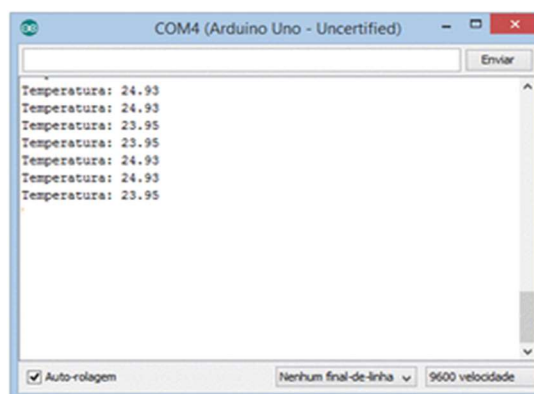 COM4 (Arduino Uno - Uncertified)
Enviar
Temperatura: 24.93
Temperatura: 24.93
Temperatura: 23.95
Temperatura: 23.95
Temperatura: 24.93
Temperatura: 24.93
Temperatura: 23.95
Auto-rolagem
Nenhum final-de-linha
9600 velocidade